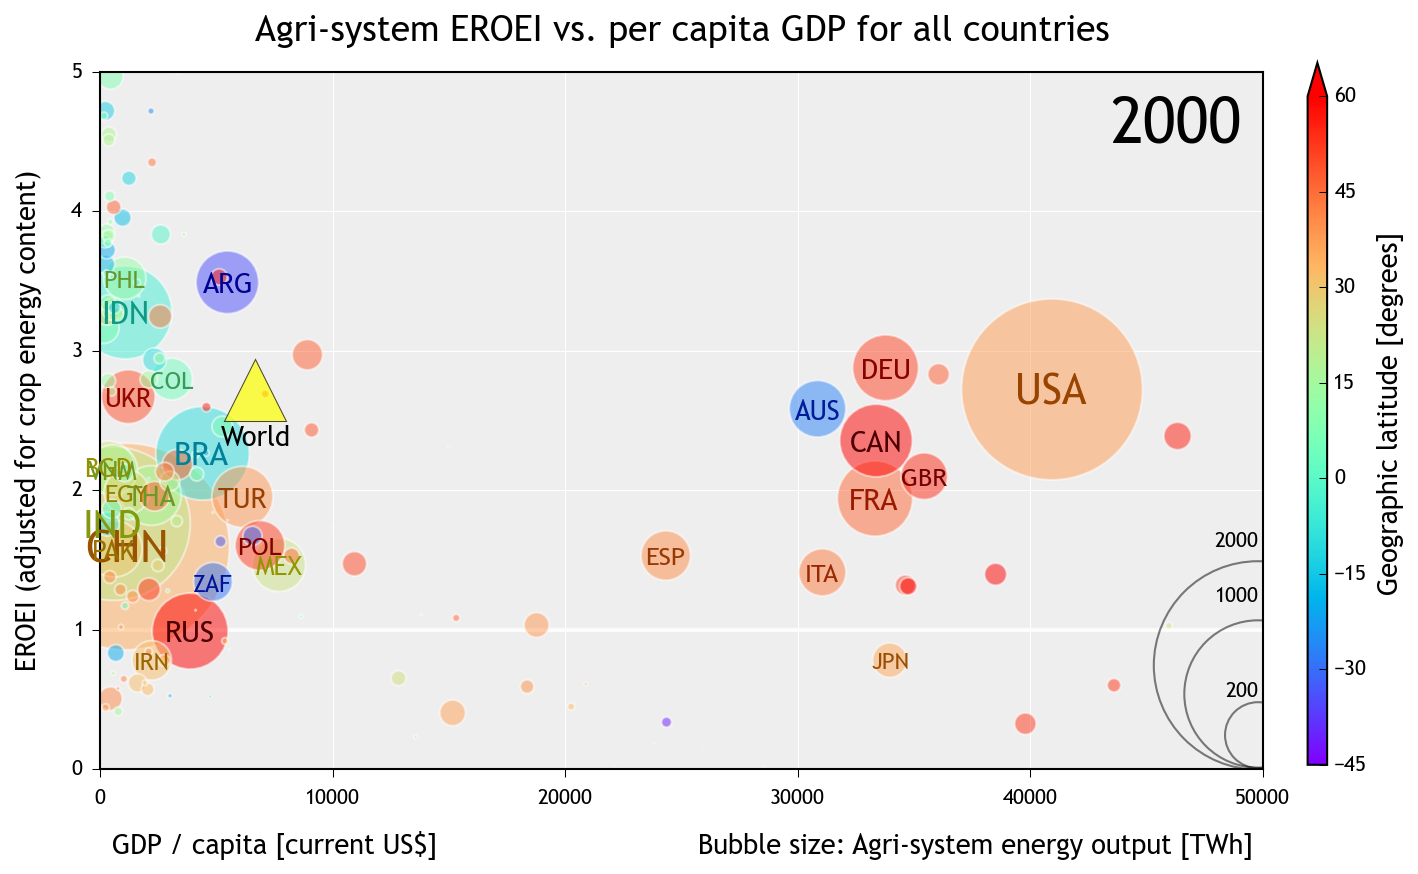 Agri-system EROEI vs. per capita GDP for all countries
2000
EROEI (adjusted for crop energy content)
5
4
3
2
1
0
PHL
IDN
ARG
COL
UKR
World
BRA
BGD
VNM
EGY
THA
TUR
IND
CHN
PAK
POL
MEX
ZAF
RUS
IRN
DEU
USA
AUS
CAN
GBR
FRA
ESP
ITA
JPN
2000
1000
200
0
10000
20000
30000
40000
50000
GDP / capita [current US$]
Bubble size: Agri-system energy output [TWh]
60
45
30
15
0
−15
−30
−45
Geographic latitude [degrees]